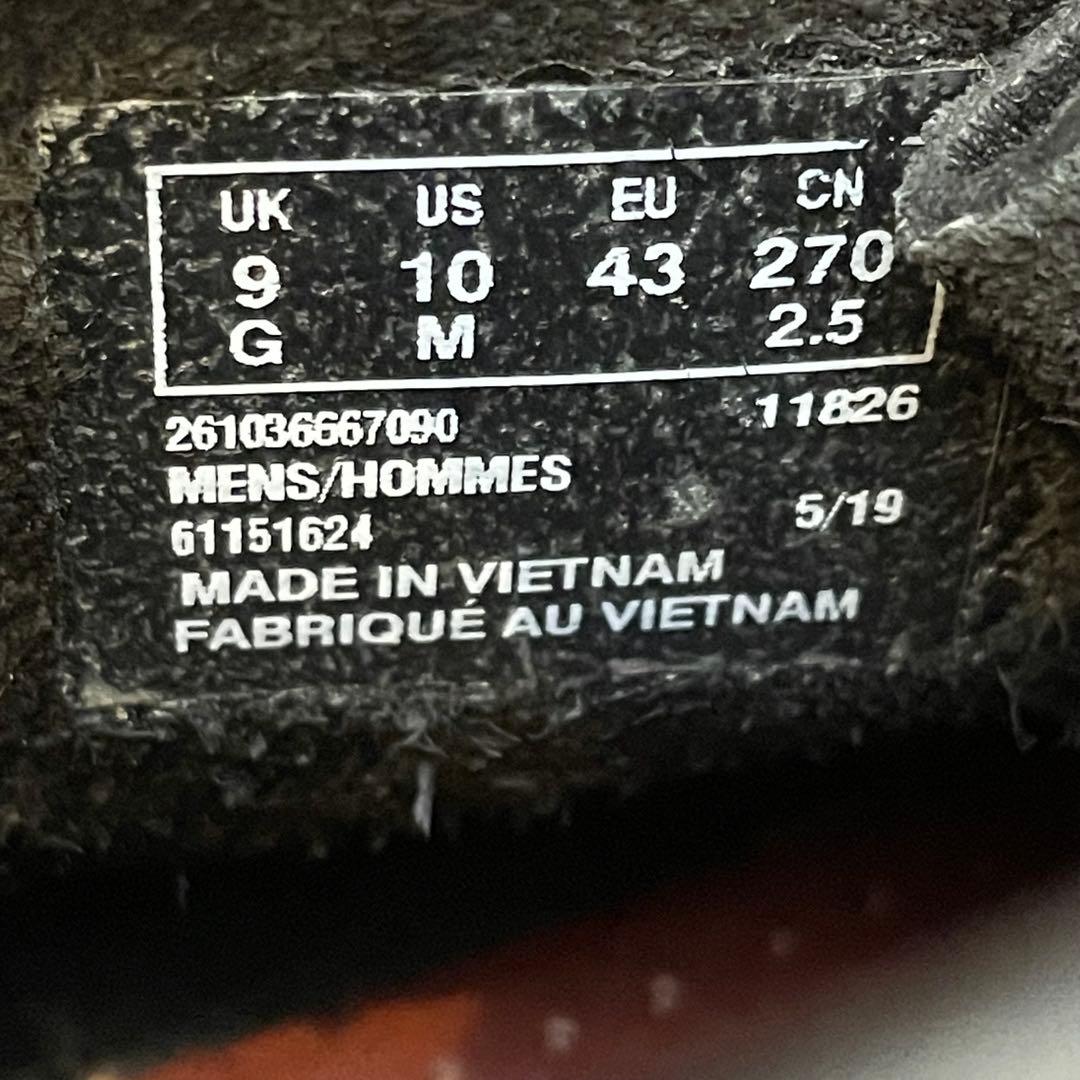 UK US EU CN
9 10 43 270
G M 2.5
261036667090 11826
MENS/HOMMES
61151624 5/19
MADE IN VIETNAM
FABRIQUÉ AU VIETNAM